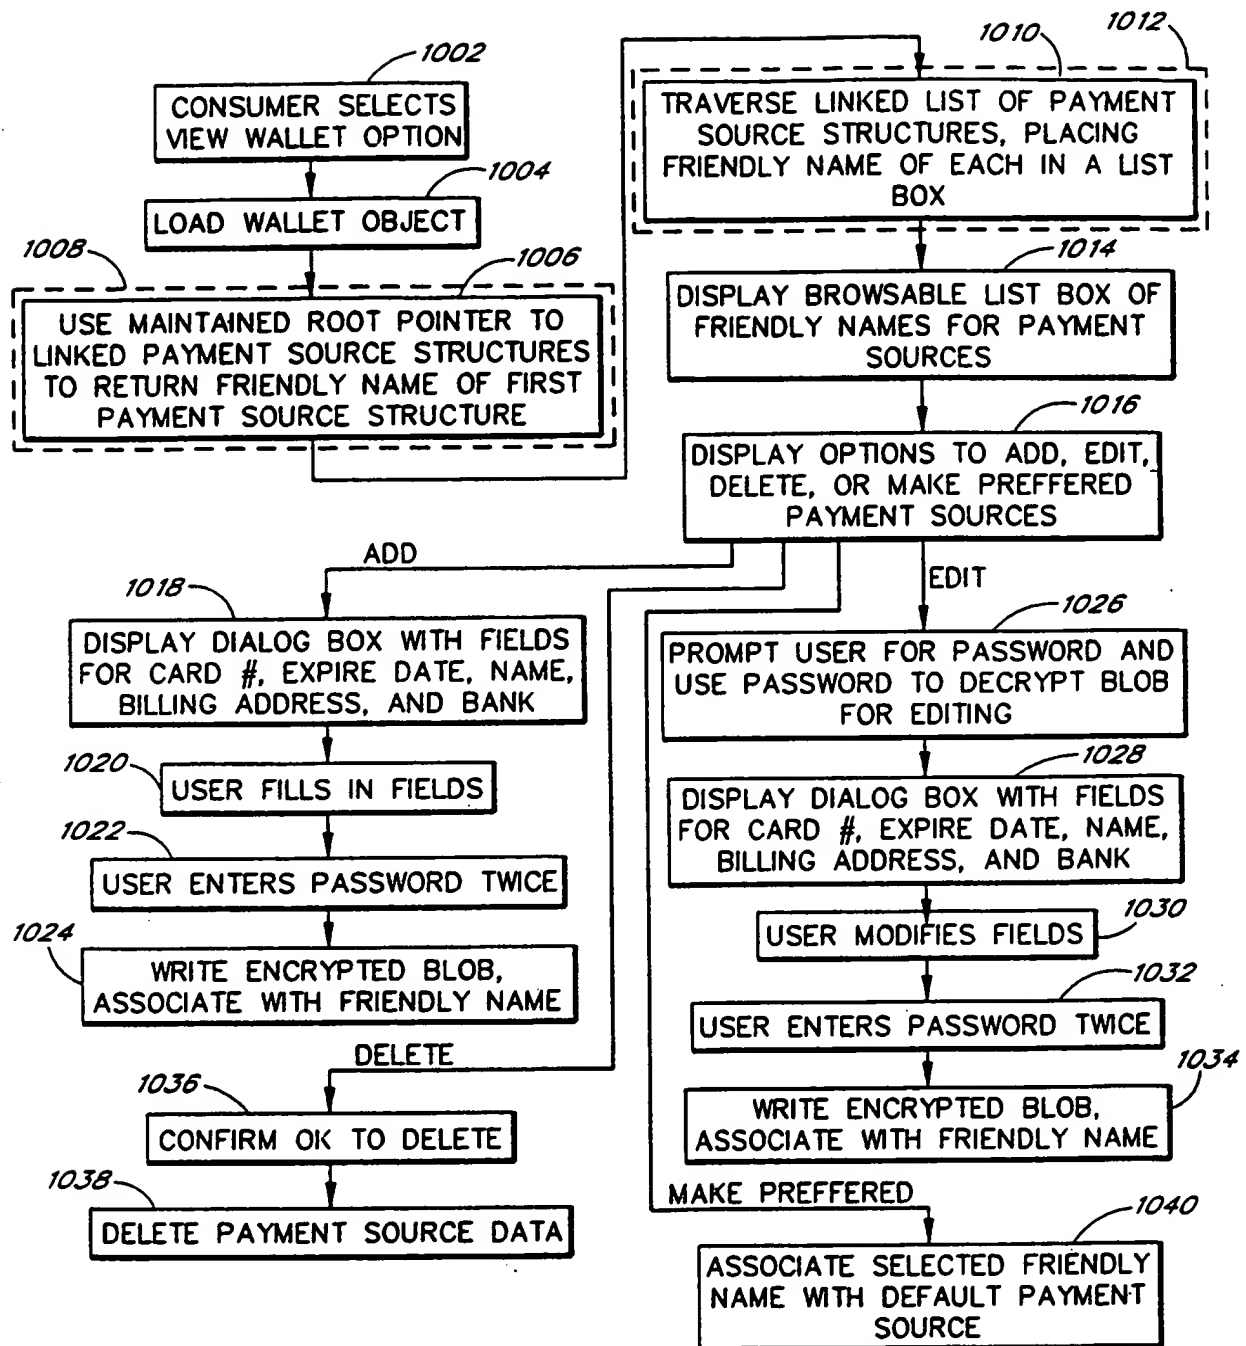 1002
CONSUMER SELECTS
VIEW WALLET OPTION
1004
LOAD WALLET OBJECT
1008
1006
USE MAINTAINED ROOT POINTER TO
LINKED PAYMENT SOURCE STRUCTURES
TO RETURN FRIENDLY NAME OF FIRST
PAYMENT SOURCE STRUCTURE
1010
1012
TRAVERSE LINKED LIST OF PAYMENT
SOURCE STRUCTURES, PLACING
FRIENDLY NAME OF EACH IN A LIST
BOX
1014
DISPLAY BROWSABLE LIST BOX OF
FRIENDLY NAMES FOR PAYMENT
SOURCES
1016
DISPLAY OPTIONS TO ADD, EDIT,
DELETE, OR MAKE PREFFERED
PAYMENT SOURCES
ADD
1018
DISPLAY DIALOG BOX WITH FIELDS
FOR CARD #, EXPIRE DATE, NAME,
BILLING ADDRESS, AND BANK
1020
USER FILLS IN FIELDS
1022
USER ENTERS PASSWORD TWICE
1024
WRITE ENCRYPTED BLOB,
ASSOCIATE WITH FRIENDLY NAME
DELETE
1036
CONFIRM OK TO DELETE
1038
DELETE PAYMENT SOURCE DATA
EDIT
1026
PROMPT USER FOR PASSWORD AND
USE PASSWORD TO DECRYPT BLOB
FOR EDITING
1028
DISPLAY DIALOG BOX WITH FIELDS
FOR CARD #, EXPIRE DATE, NAME,
BILLING ADDRESS, AND BANK
1030
USER MODIFIES FIELDS
1032
USER ENTERS PASSWORD TWICE
1034
WRITE ENCRYPTED BLOB,
ASSOCIATE WITH FRIENDLY NAME
MAKE PREFFERED
1040
ASSOCIATE SELECTED FRIENDLY
NAME WITH DEFAULT PAYMENT
SOURCE